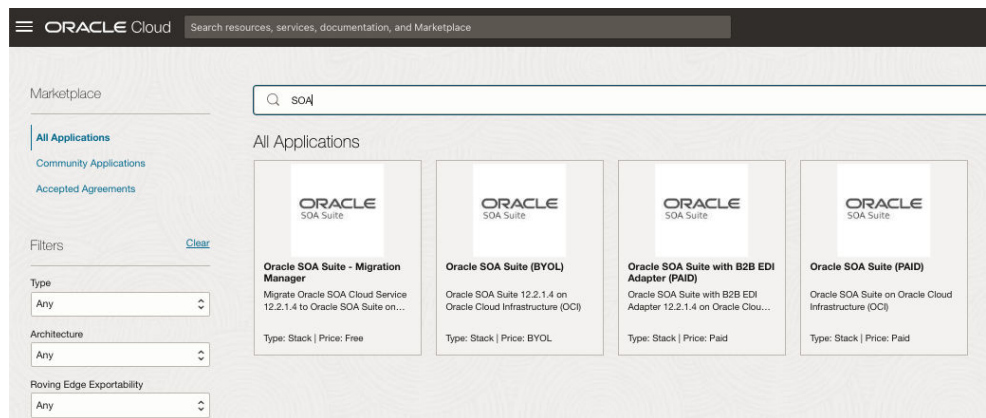 ORACLE Cloud
Search resources, services, documentation, and Marketplace
Marketplace
All Applications
Community Applications
Accepted Agreements
Filters
Clear
Type
Any
Architecture
Any
Roving Edge Exportability
Any
SOA
All Applications
ORACLE
SOA Suite
Oracle SOA Suite - Migration
Manager
Migrate Oracle SOA Cloud Service
12.2.1.4 to Oracle SOA Suite on...
Type: Stack | Price: Free
ORACLE
SOA Suite
Oracle SOA Suite (BYOL)
Oracle SOA Suite 12.2.1.4 on
Oracle Cloud Infrastructure (OCI)
Type: Stack | Price: BYOL
ORACLE
SOA Suite
Oracle SOA Suite with B2B EDI
Adapter (PAID)
Oracle SOA Suite with B2B EDI
Adapter 12.2.1.4 on Oracle Clou...
Type: Stack | Price: Paid
ORACLE
SOA Suite
Oracle SOA Suite (PAID)
Oracle SOA Suite on Oracle Cloud
Infrastructure (OCI)
Type: Stack | Price: Paid